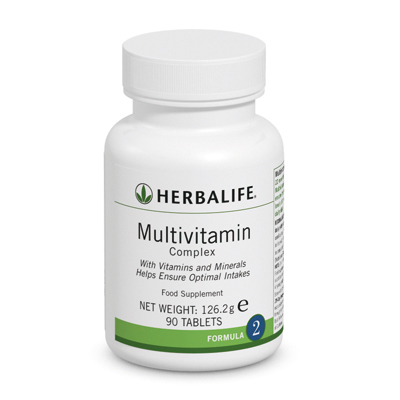 HERBALIFE®
Multivitamin
Complex
With Vitamins and Minerals
Helps Ensure Optimal Intakes
Food Supplement
NET WEIGHT: 126.2g e
90 TABLETS
FORMULA 2